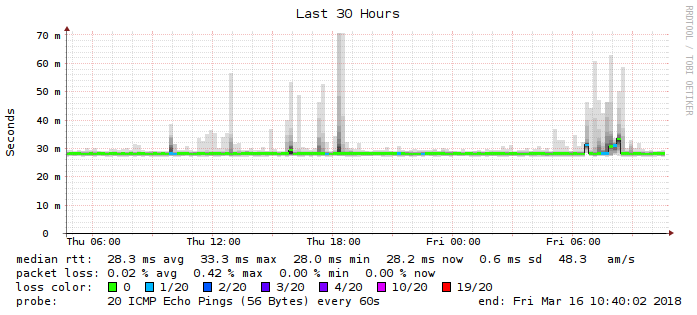 Last 30 Hours
RRDTOOL / TOBI OETIKER
Seconds
70 m
60 m
50 m
40 m
30 m
20 m
10 m
0
Thu 06:00 Thu 12:00 Thu 18:00 Fri 00:00 Fri 06:00
median rtt: 28.3 ms avg 33.3 ms max 28.0 ms min 28.2 ms now 0.6 ms sd 48.3 am/s
packet loss: 0.02 % avg 0.42 % max 0.00 % min 0.00 % now
loss color: 0 1/20 2/20 3/20 4/20 10/20 19/20
probe: 20 ICMP Echo Pings (56 Bytes) every 60s end: Fri Mar 16 10:40:02 2018